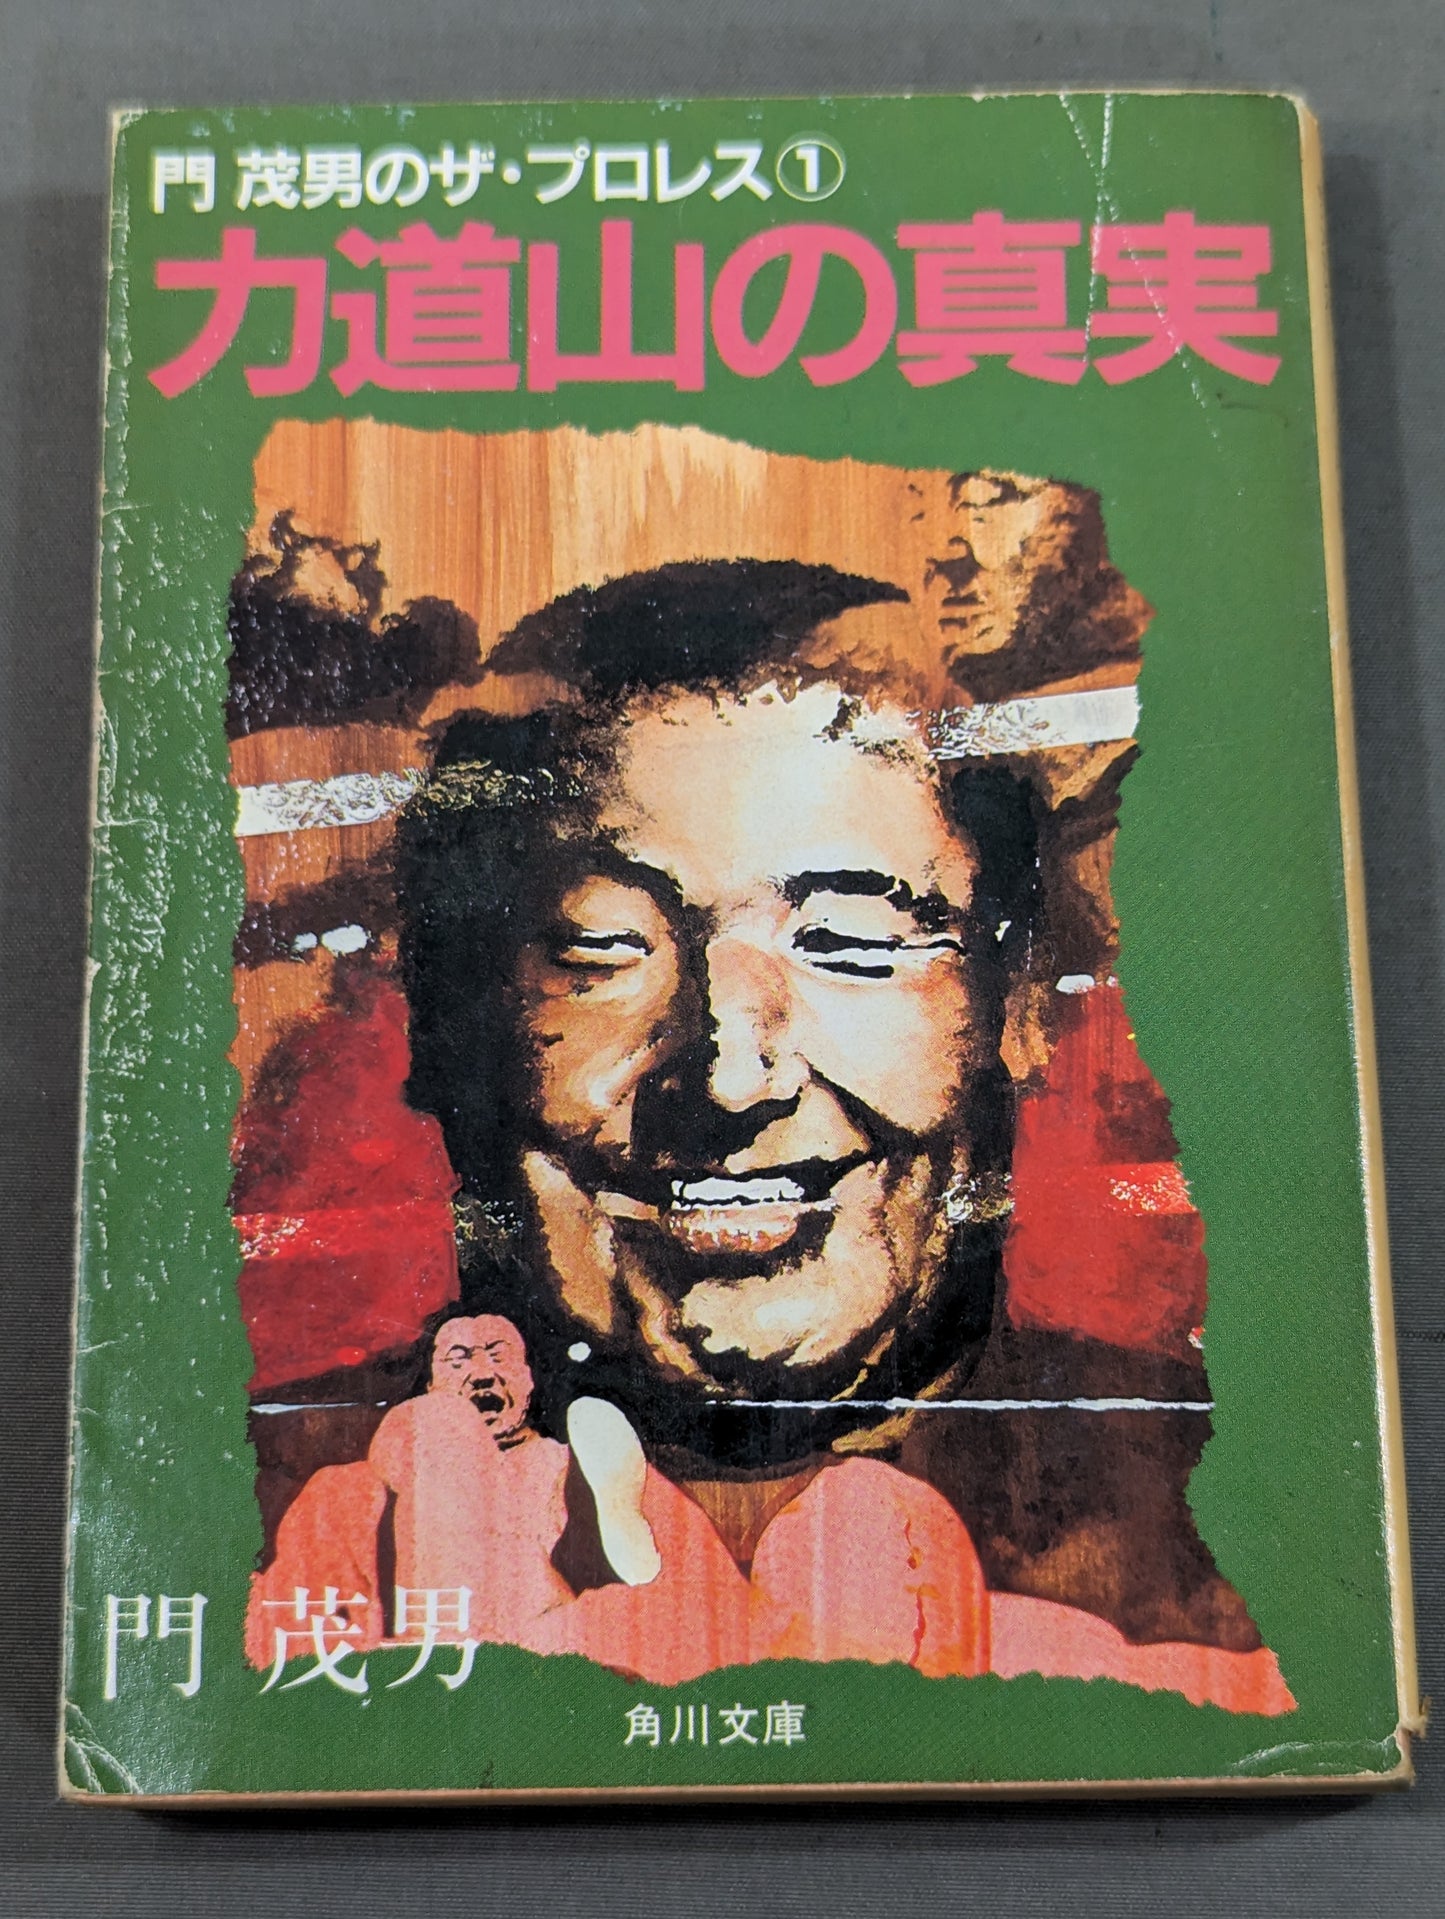 門 茂男のザ・プロレス①
力道山の真実
門 茂男
角川文庫